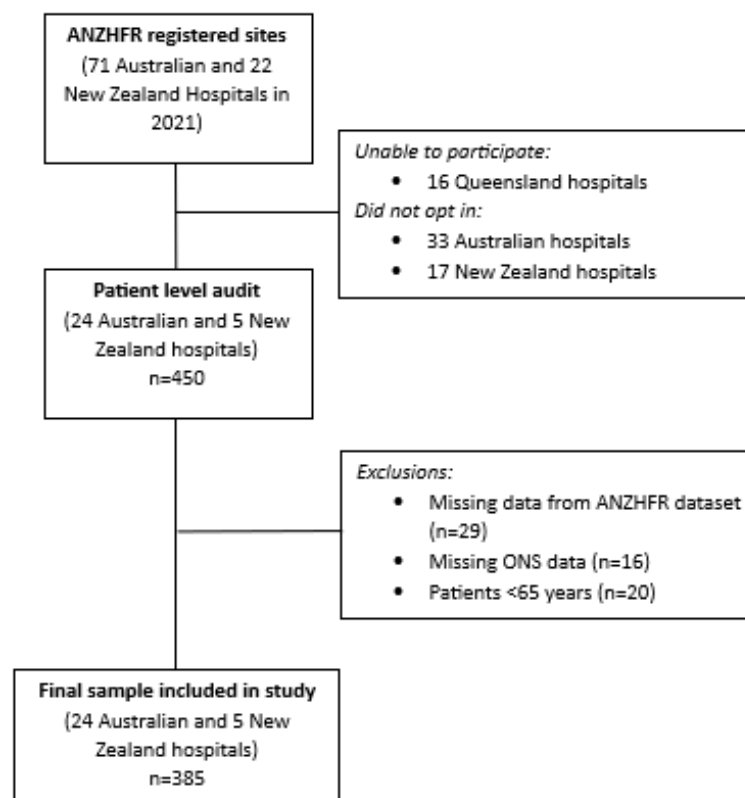 ANZHFR registered sites
(71 Australian and 22
New Zealand Hospitals in
2021)
Unable to participate:
• 16 Queensland hospitals
Did not opt in:
• 33 Australian hospitals
• 17 New Zealand hospitals
Patient level audit
(24 Australian and 5 New
Zealand hospitals)
n=450
Exclusions:
• Missing data from ANZHFR dataset
(n=29)
• Missing ONS data (n=16)
• Patients <65 years (n=20)
Final sample included in study
(24 Australian and 5 New
Zealand hospitals)
n=385